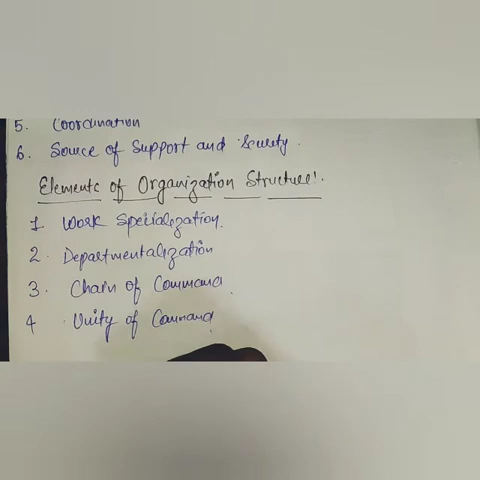 5. Coordination
6. Source of Support and Security.
Elements of Organization Structure:
1 Work Specialization.
2. Departmentalization
3. Chain of Command.
4 Unity of Command